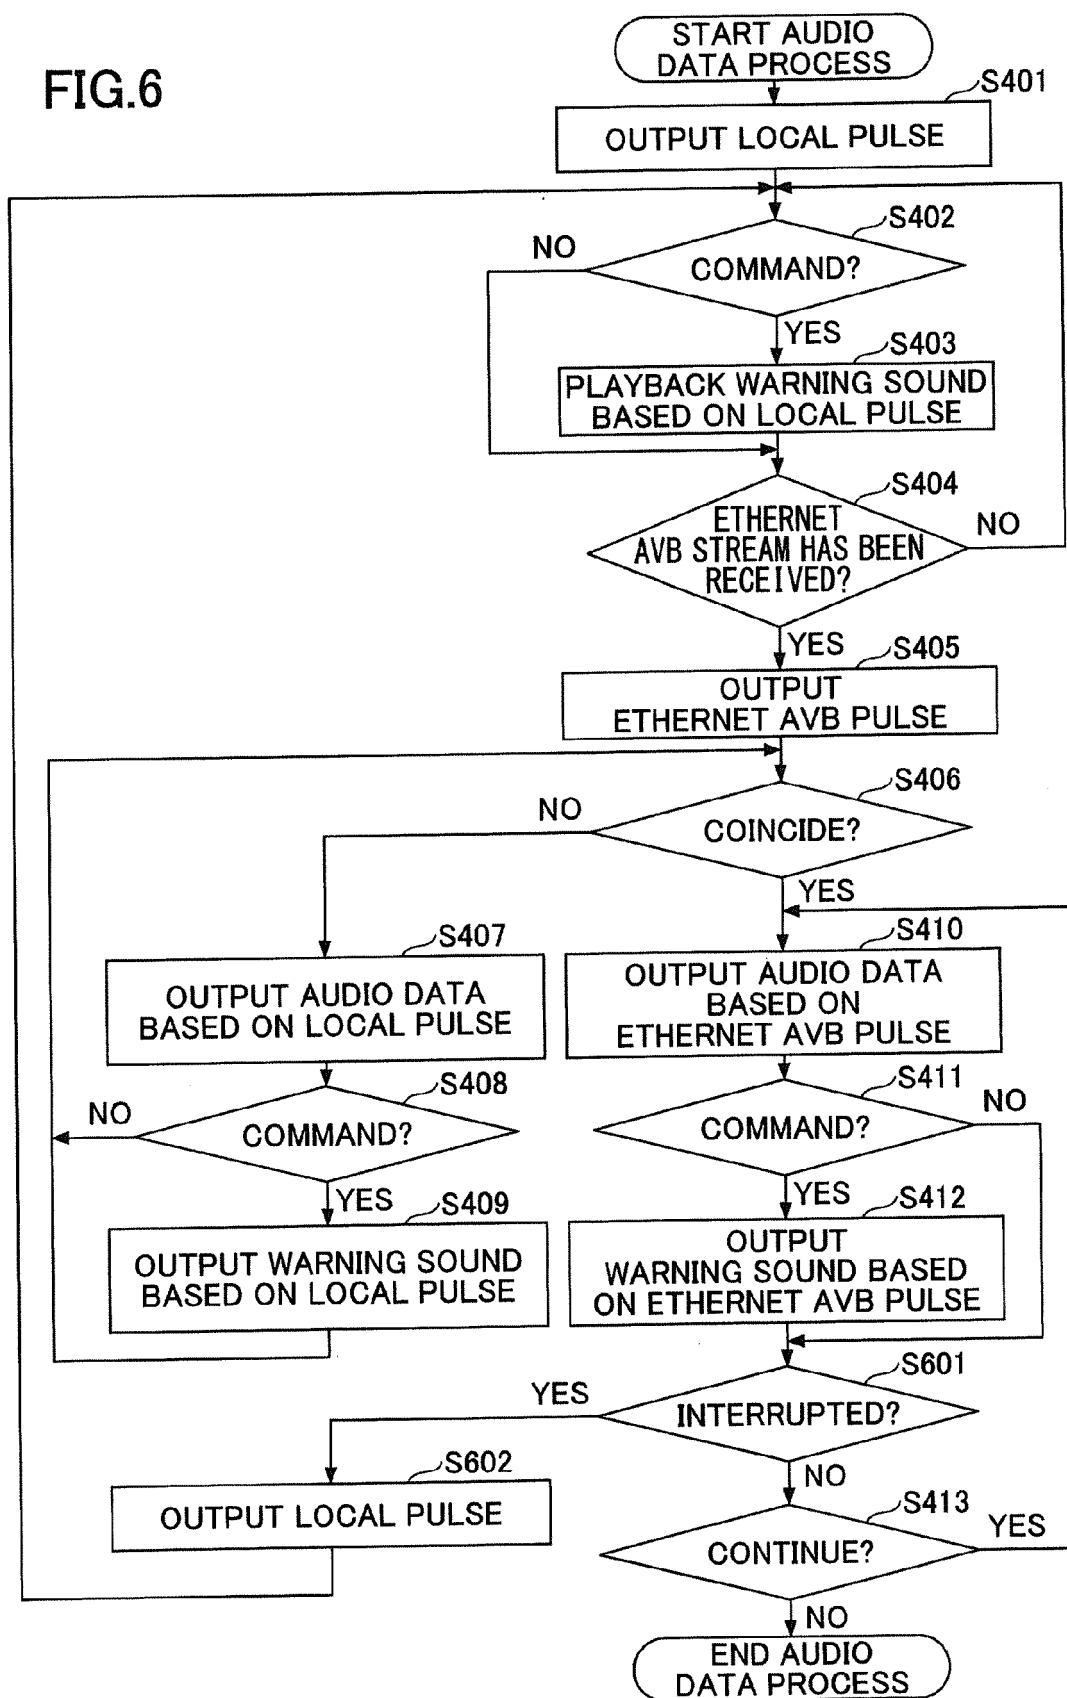 FIG.6
START AUDIO
DATA PROCESS
S401
OUTPUT LOCAL PULSE
S402
NO
COMMAND?
YES
S403
PLAYBACK WARNING SOUND
BASED ON LOCAL PULSE
S404
ETHERNET
AVB STREAM HAS BEEN
RECEIVED?
NO
YES
S405
OUTPUT
ETHERNET AVB PULSE
S406
NO
COINCIDE?
YES
S407
OUTPUT AUDIO DATA
BASED ON LOCAL PULSE
S410
OUTPUT AUDIO DATA
BASED ON
ETHERNET AVB PULSE
S408
NO
COMMAND?
YES
S411
NO
COMMAND?
YES
S409
OUTPUT WARNING SOUND
BASED ON LOCAL PULSE
S412
OUTPUT
WARNING SOUND BASED
ON ETHERNET AVB PULSE
S601
YES
INTERRUPTED?
NO
S602
OUTPUT LOCAL PULSE
S413
YES
CONTINUE?
NO
END AUDIO
DATA PROCESS